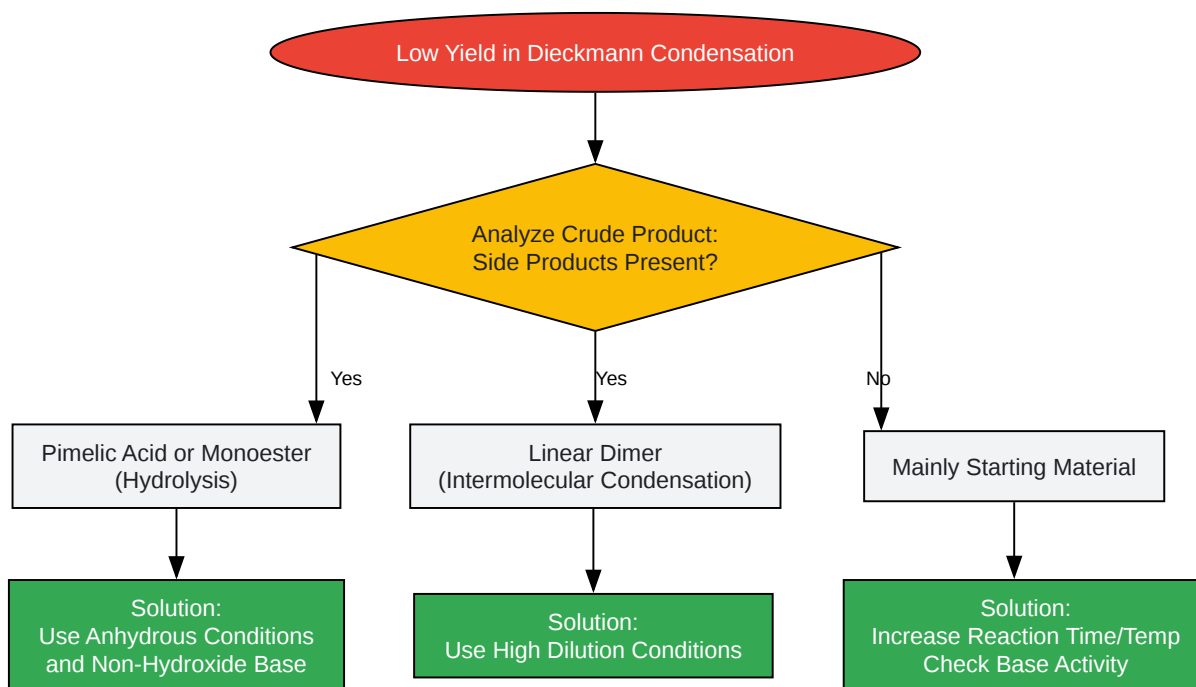 Low Yield in Dieckmann Condensation
Analyze Crude Product:
Side Products Present?
Yes
Yes
No
Pimelic Acid or Monoester
(Hydrolysis)
Linear Dimer
(Intermolecular Condensation)
Mainly Starting Material
Solution:
Use Anhydrous Conditions
and Non-Hydroxide Base
Solution:
Use High Dilution Conditions
Solution:
Increase Reaction Time/Temp
Check Base Activity